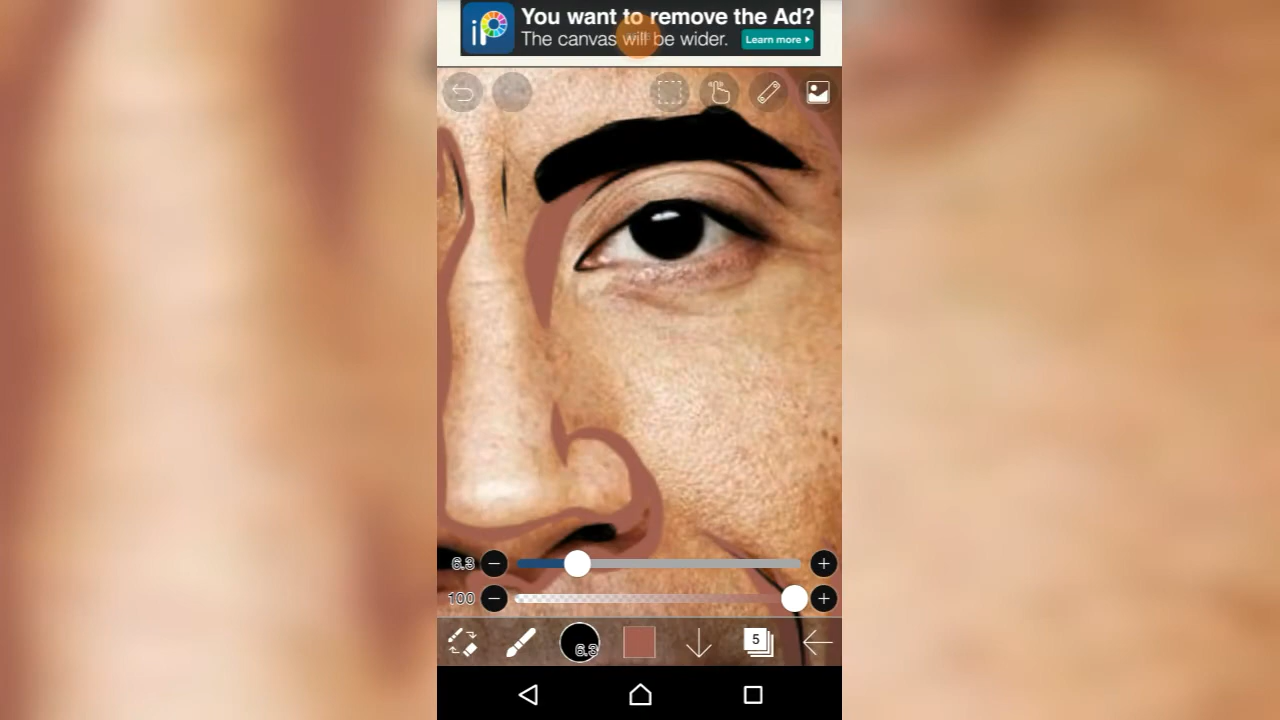 You want to remove the Ad?
The canvas will be wider.
Learn more
iP
6.3
100
6.3
5